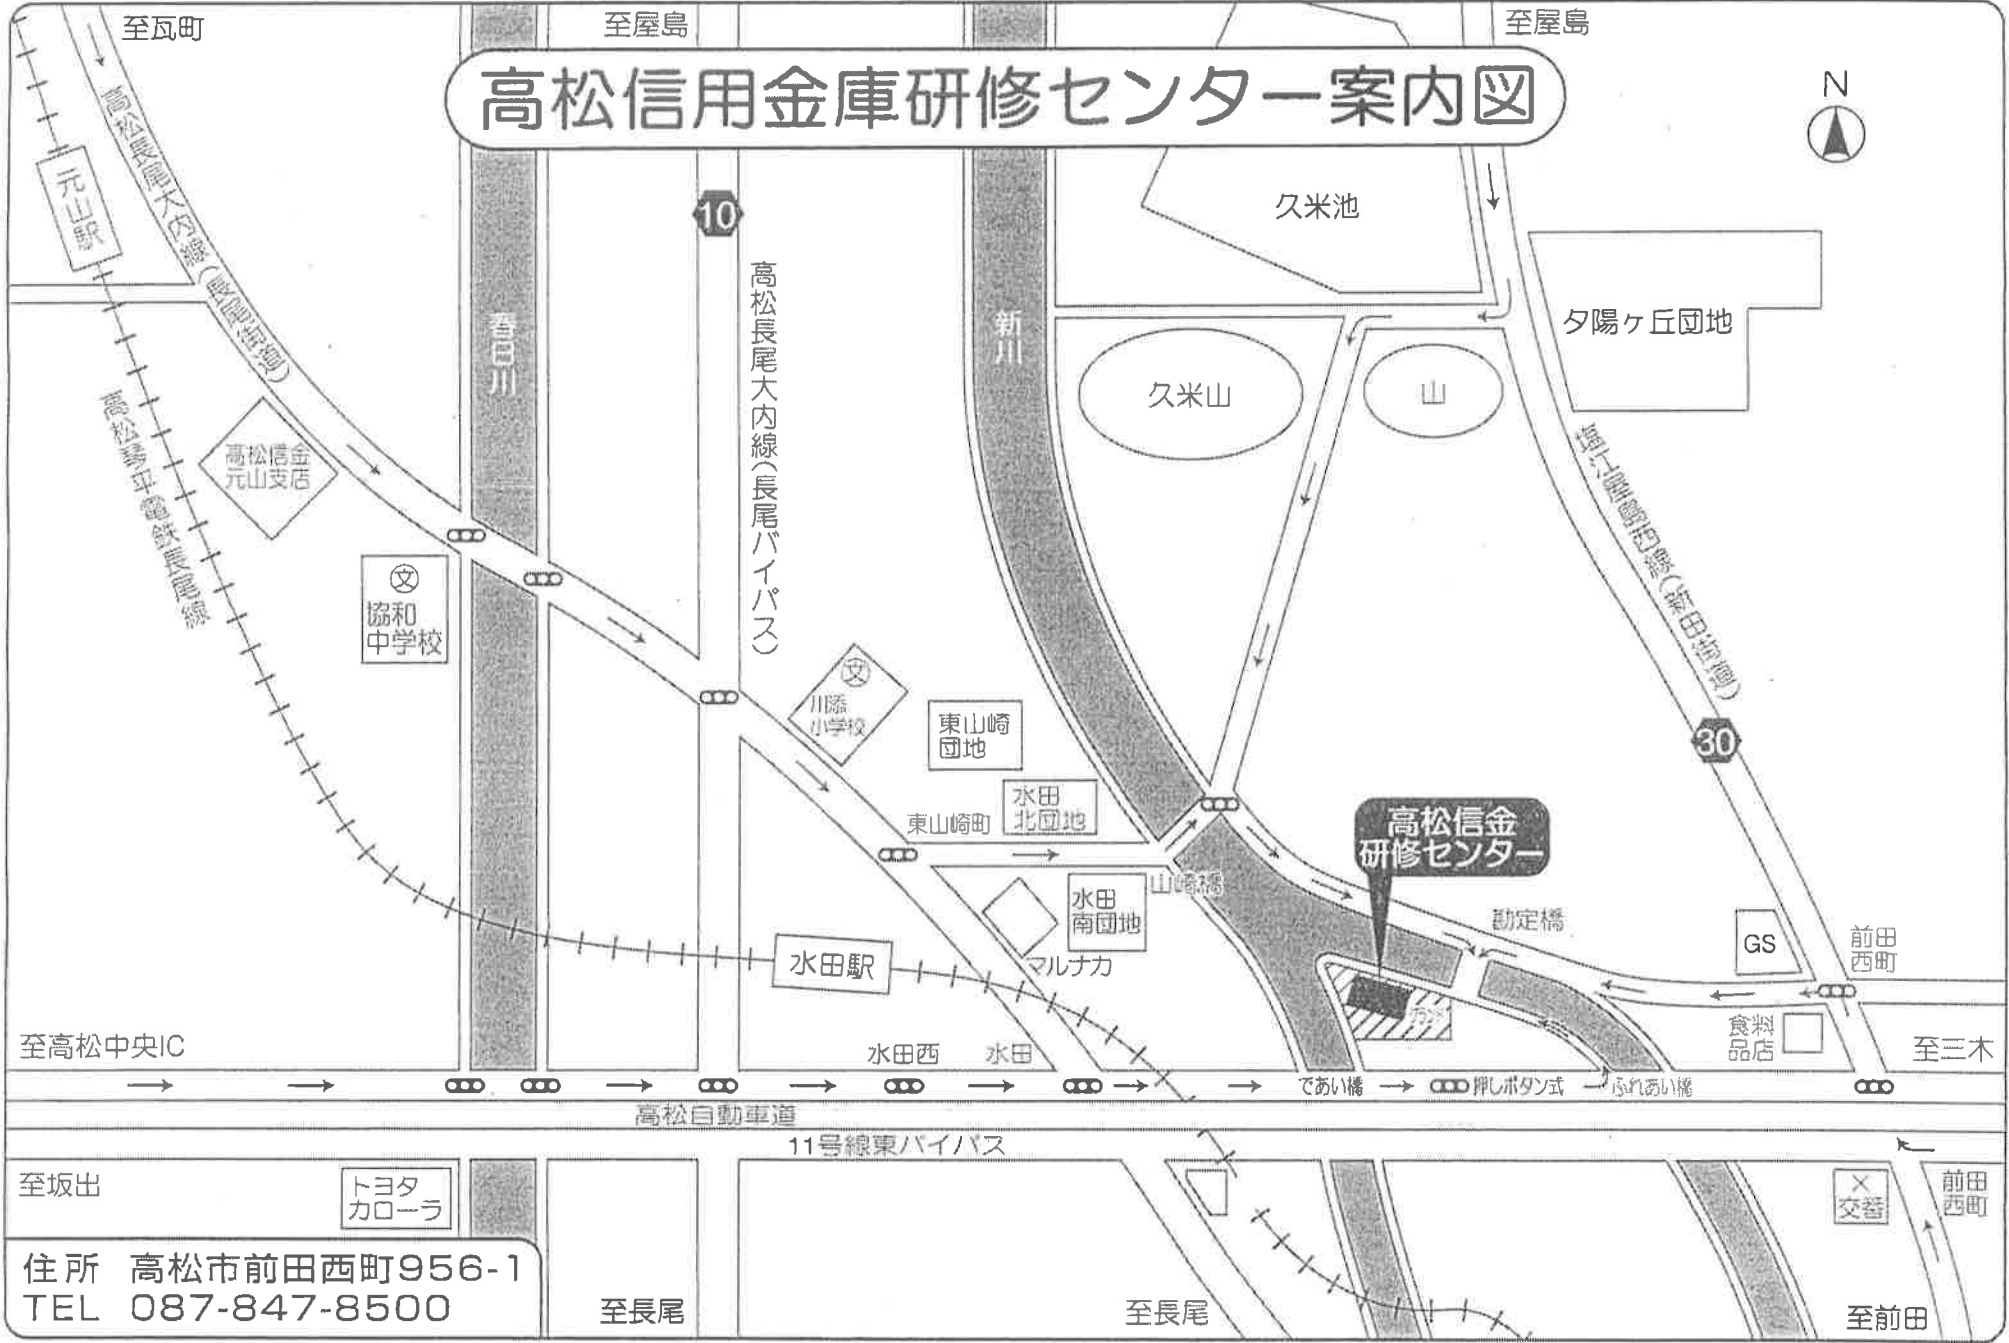 至瓦町
至屋島
至屋島
高松信用金庫研修センター案内図
N
高松長尾大内線(長尾街道)
元山駅
10
久米池
高松長尾大内線(長尾バイパス)
春日川
新川
夕陽ヶ丘団地
久米山
山
高松琴平電鉄長尾線
高松信金
元山支店
塩江屋島西線(
文
協和
中学校
文
川添
小学校
東山崎
団地
30
水田
北団地
東山崎町
高松信金
研修センター
山崎橋
水田
南団地
マルナカ
勘定橋
GS
前田
西町
水田駅
グランド
食料
品店
至高松中央IC
水田西
水田
至三木
であい橋
押しボタン式
ふれあい橋
高松自動車道
11号線東バイパス
至坂出
トヨタ
カローラ
×
交番
前田
西町
住所 高松市前田西町956-1
TEL 087-847-8500
至長尾
至長尾
至前田